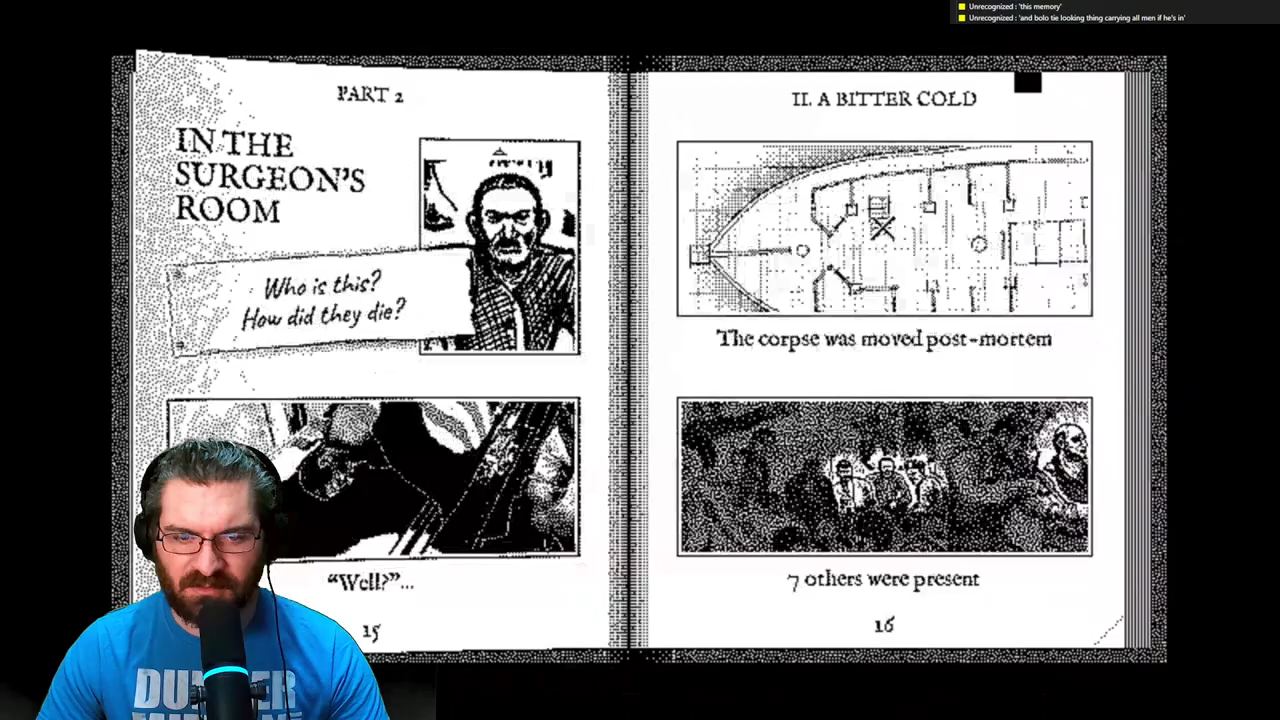 Unrecognized : 'this memory'
Unrecognized : 'and bolo tie looking thing carrying all men if he's in'
PART 2
IN THE
SURGEON'S
ROOM
Who is this?
How did they die?
"Well?"...
15
II. A BITTER COLD
The corpse was moved post-mortem
7 others were present
16